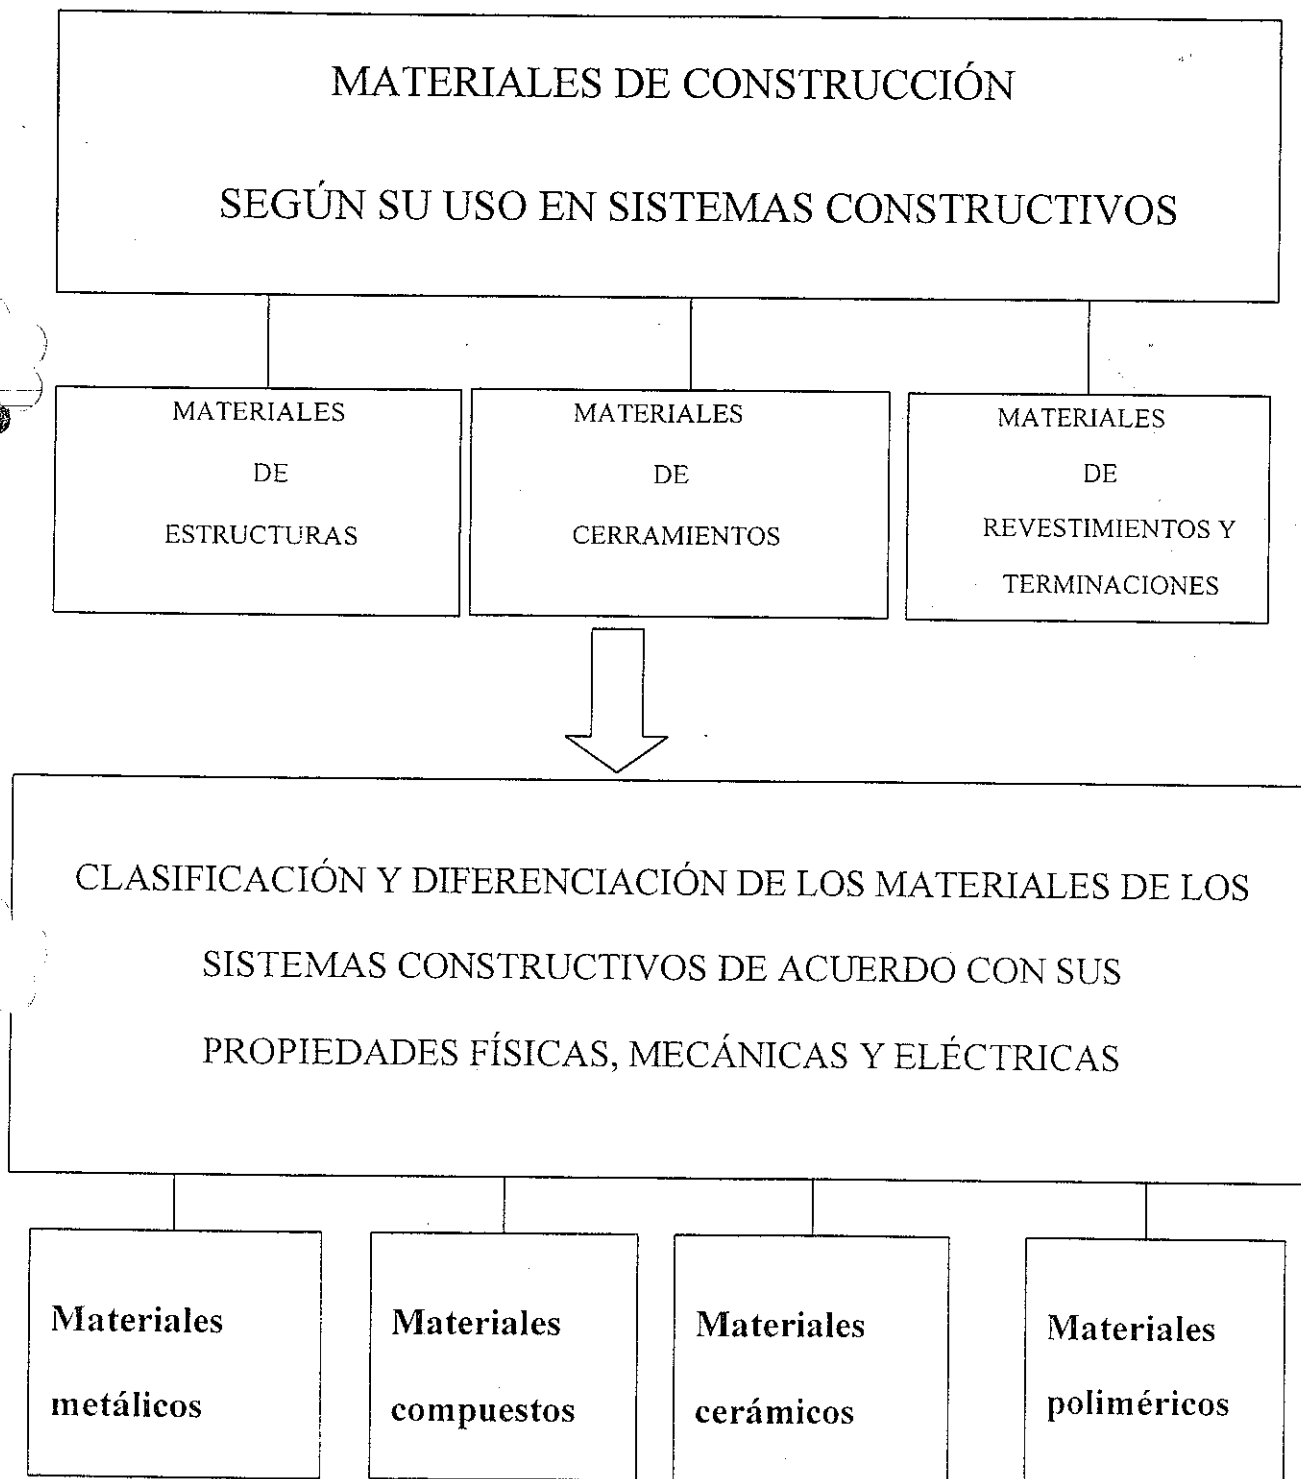 MATERIALES DE CONSTRUCCIÓN
SEGÚN SU USO EN SISTEMAS CONSTRUCTIVOS
MATERIALES
DE
ESTRUCTURAS
MATERIALES
DE
CERRAMIENTOS
MATERIALES
DE
REVESTIMIENTOS Y
TERMINACIONES
CLASIFICACIÓN Y DIFERENCIACIÓN DE LOS MATERIALES DE LOS
SISTEMAS CONSTRUCTIVOS DE ACUERDO CON SUS
PROPIEDADES FÍSICAS, MECÁNICAS Y ELÉCTRICAS
Materiales
metálicos
Materiales
compuestos
Materiales
cerámicos
Materiales
poliméricos